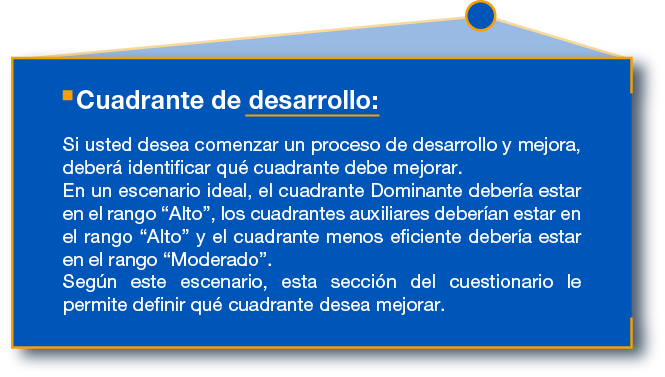 Cuadrante de desarrollo:
Si usted desea comenzar un proceso de desarrollo y mejora,
deberá identificar qué cuadrante debe mejorar.
En un escenario ideal, el cuadrante Dominante debería estar
en el rango “Alto”, los cuadrantes auxiliares deberían estar en
el rango “Alto” y el cuadrante menos eficiente debería estar
en el rango “Moderado”.
Según este escenario, esta sección del cuestionario le
permite definir qué cuadrante desea mejorar.